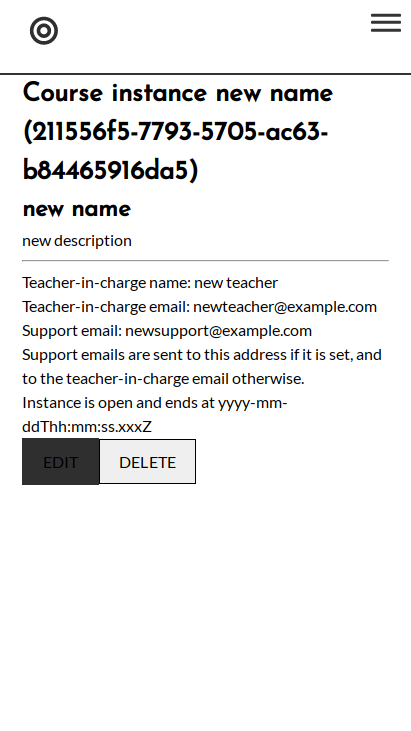 Course instance new name
(211556f5-7793-5705-ac63-
b84465916da5)
new name
new description
Teacher-in-charge name: new teacher
Teacher-in-charge email: newteacher@example.com
Support email: newsupport@example.com
Support emails are sent to this address if it is set, and
to the teacher-in-charge email otherwise.
Instance is open and ends at yyyy-mm-
ddThh:mm:ss.xxxZ
EDIT DELETE